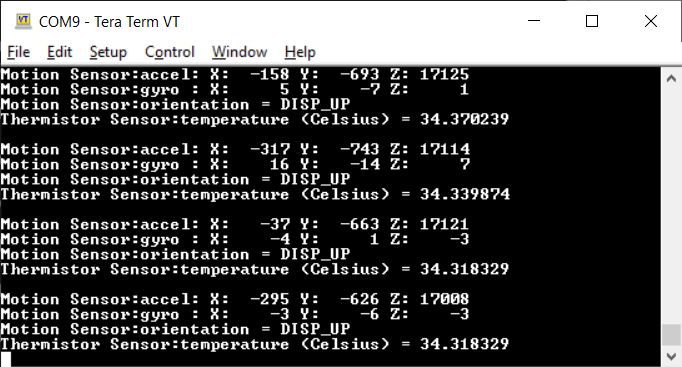 COM9 - Tera Term VT
File Edit Setup Control Window Help
Motion Sensor:accel: X:  -158 Y:  -693 Z: 17125
Motion Sensor:gyro : X:     5 Y:    -7 Z:     1
Motion Sensor:orientation = DISP_UP
Thermistor Sensor:temperature (Celsius) = 34.370239
Motion Sensor:accel: X:  -317 Y:  -743 Z: 17114
Motion Sensor:gyro : X:    16 Y:   -14 Z:     7
Motion Sensor:orientation = DISP_UP
Thermistor Sensor:temperature (Celsius) = 34.339874
Motion Sensor:accel: X:   -37 Y:  -663 Z: 17121
Motion Sensor:gyro : X:    -4 Y:     1 Z:    -3
Motion Sensor:orientation = DISP_UP
Thermistor Sensor:temperature (Celsius) = 34.318329
Motion Sensor:accel: X:  -295 Y:  -626 Z: 17008
Motion Sensor:gyro : X:    -3 Y:    -6 Z:    -3
Motion Sensor:orientation = DISP_UP
Thermistor Sensor:temperature (Celsius) = 34.318329